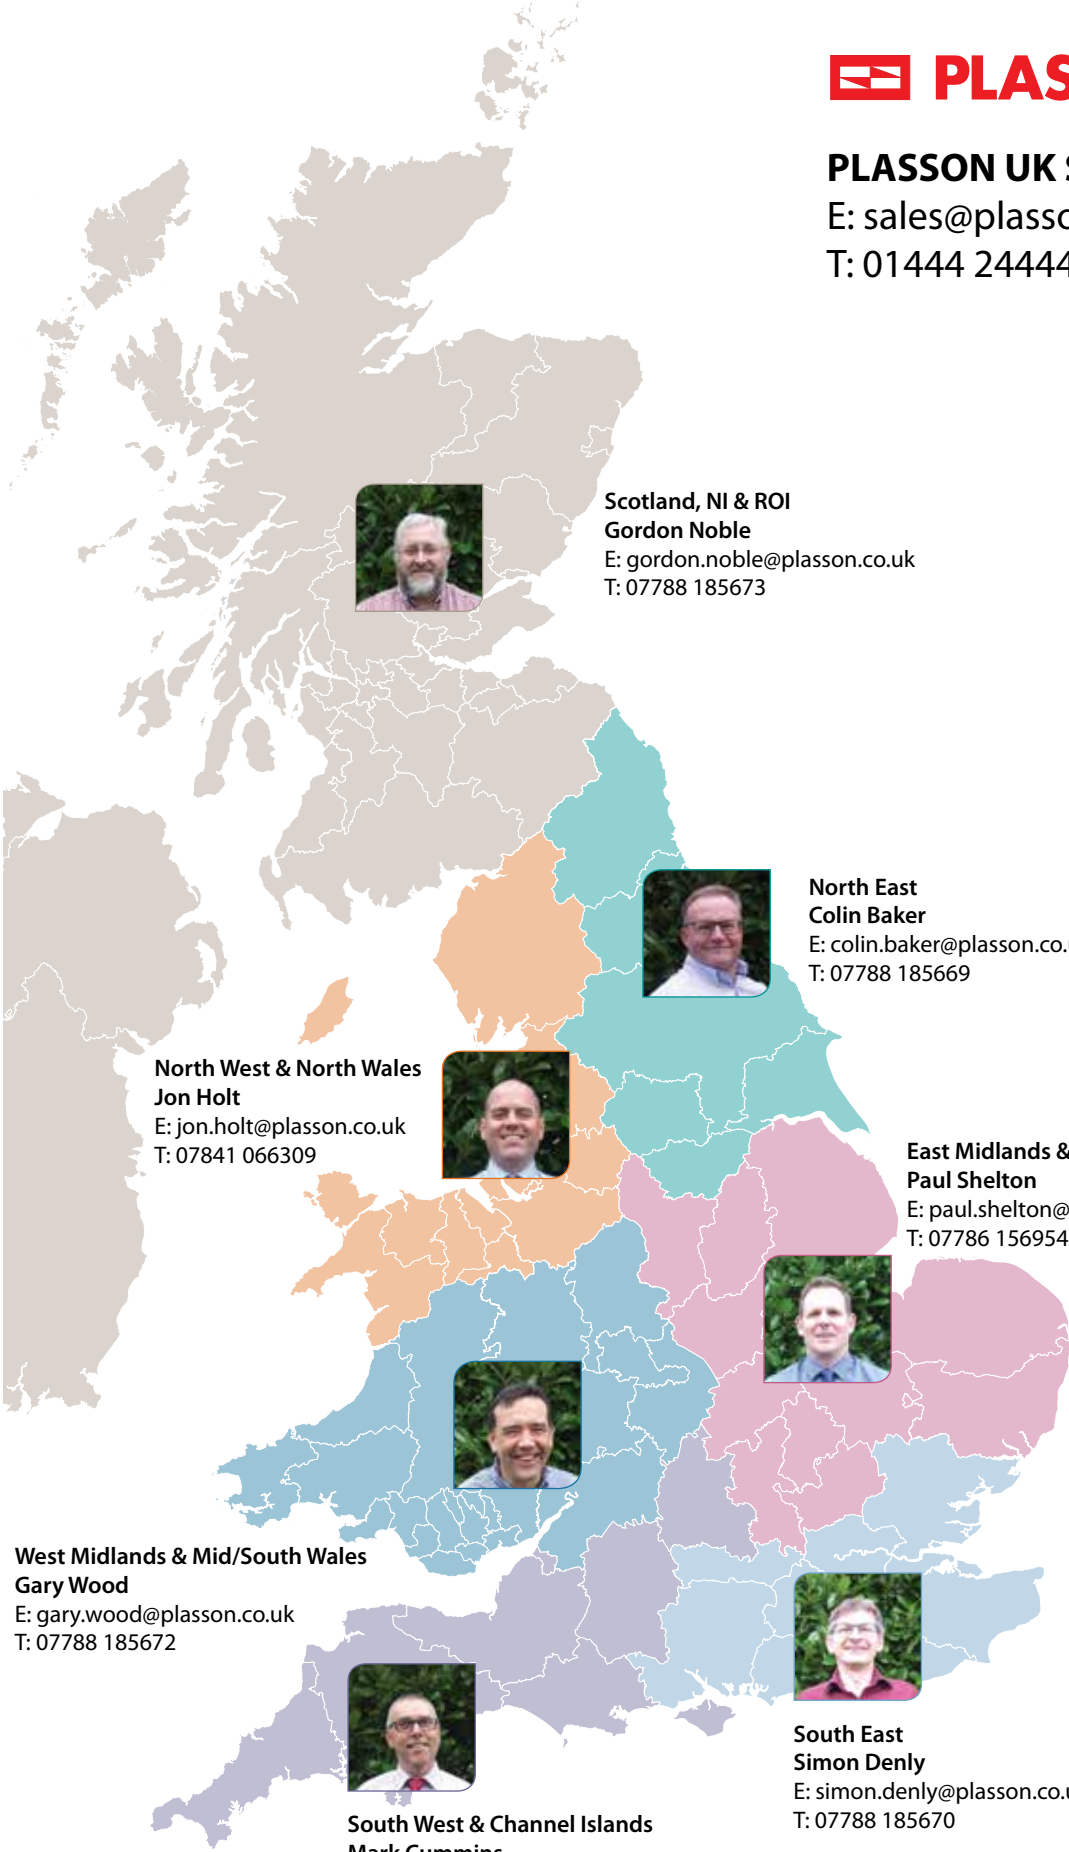 PLAS
PLASSON UK S
E: sales@plasso
T: 01444 24444
Scotland, NI & ROI
Gordon Noble
E: gordon.noble@plasson.co.uk
T: 07788 185673
North East
Colin Baker
E: colin.baker@plasson.co.u
T: 07788 185669
North West & North Wales
Jon Holt
E: jon.holt@plasson.co.uk
T: 07841 066309
East Midlands &
Paul Shelton
E: paul.shelton@
T: 07786 156954
West Midlands & Mid/South Wales
Gary Wood
E: gary.wood@plasson.co.uk
T: 07788 185672
South East
Simon Denly
E: simon.denly@plasson.co.u
T: 07788 185670
South West & Channel Islands
Mark Cummins